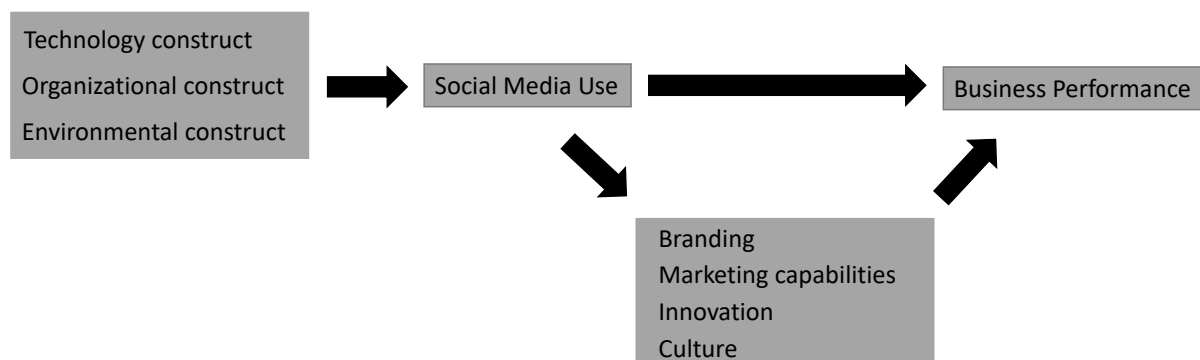 Technology construct
Organizational construct
Environmental construct
Social Media Use
Business Performance
Branding
Marketing capabilities
Innovation
Culture